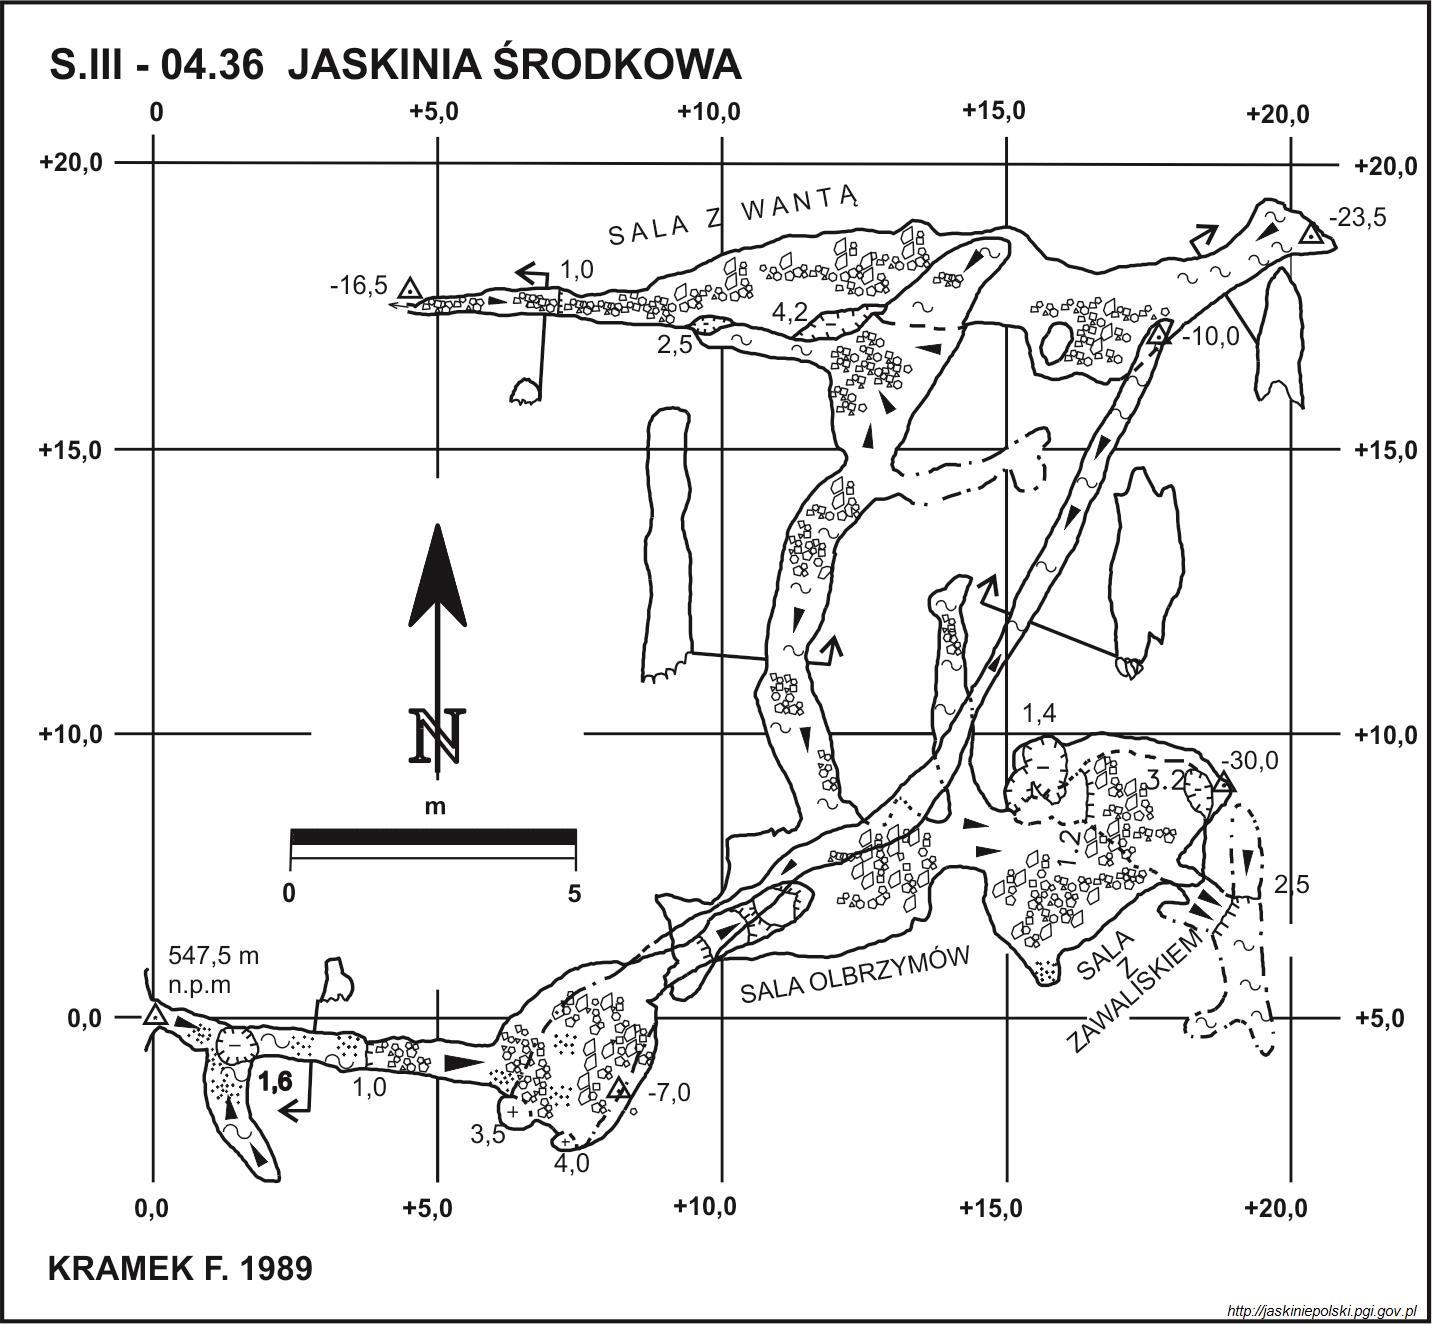 S.III - 04.36 JASKINIA ŚRODKOWA
0 +5,0 +10,0 +15,0 +20,0
+20,0 +20,0
SALA Z WANTĄ
-23,5
-16,5
1,0
4,2
2,5
-10,0
+15,0 +15,0
N
1,4
+10,0 +10,0
-30,0
3,2
m
1,2
0 5
2,5
547,5 m
n.p.m
SALA OLBRZYMÓW
SALA
Z
ZAWALISKIEM
0,0 +5,0
1,6
1,0
-7,0
3,5
4,0
0,0 +5,0 +10,0 +15,0 +20,0
KRAMEK F. 1989
http://jaskiniepolski.pgi.gov.pl